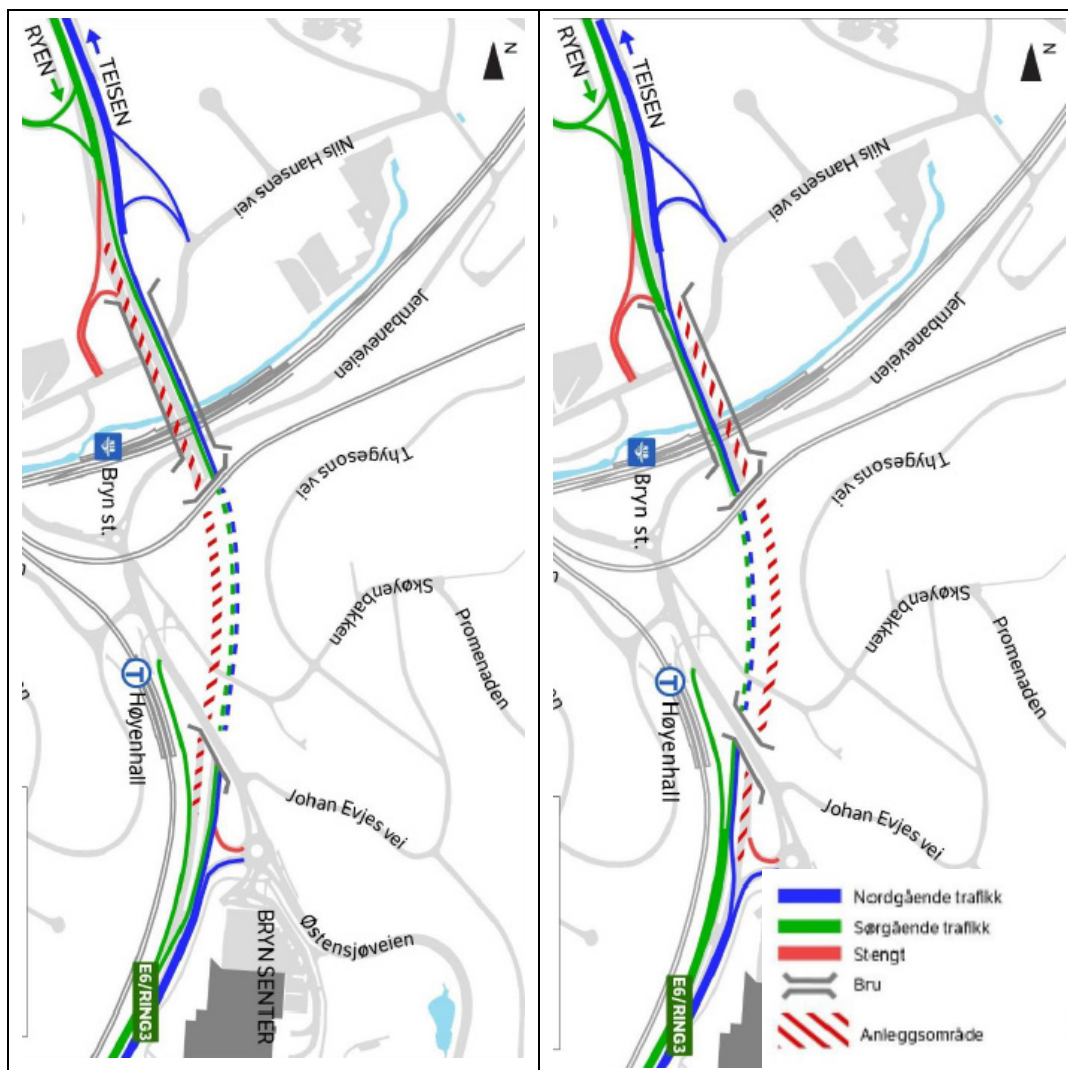 N
TEISEN
RYEN
Nils Hansens vei
Jernbaneveien
Bryn st.
Thygesons vei
Skøyenbakken
Promenaden
T
Høyenhall
Johan Evjes vei
BRYN SENTER
Østensjøveien
E6/RING3
N
TEISEN
RYEN
Nils Hansens vei
Jernbaneveien
Bryn st.
Thygesons vei
Skøyenbakken
Promenaden
T
Høyenhall
Johan Evjes vei
E6/RING3
Nordgående trafikk
Sørgående trafikk
Stengt
Bru
Anleggsområde